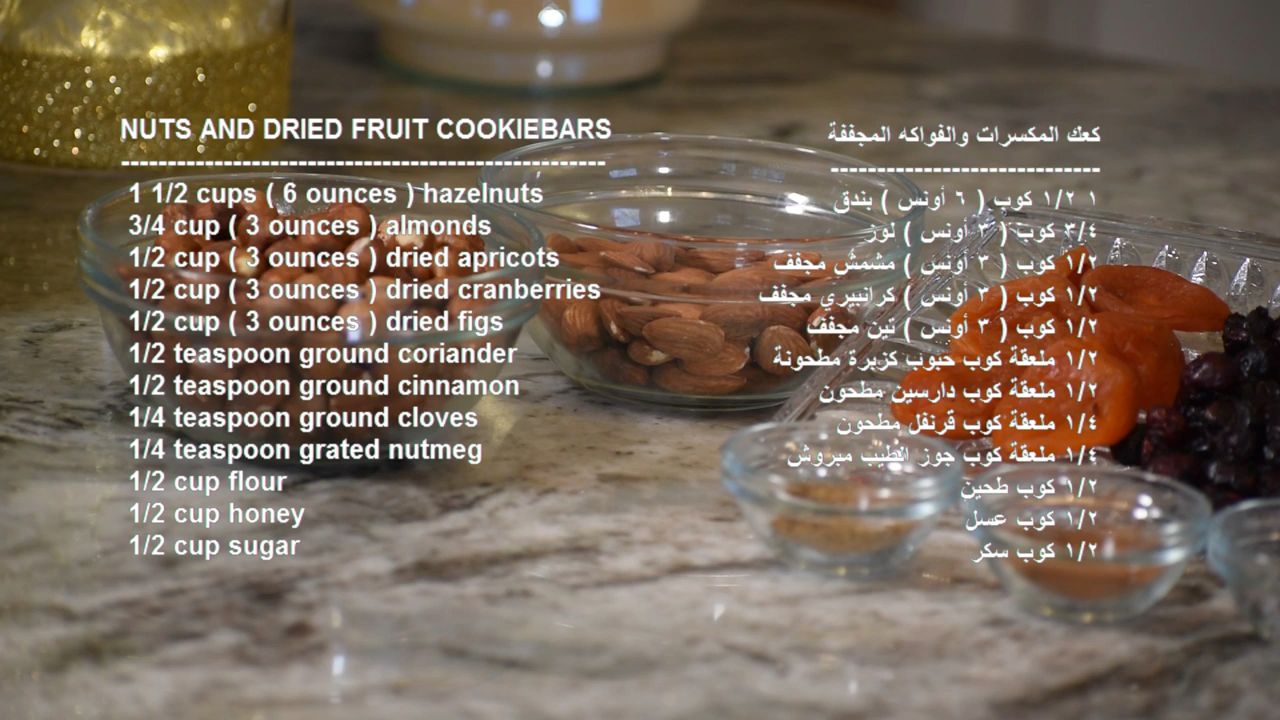 NUTS AND DRIED FRUIT COOKIEBARS
----------------------------------------------------
1 1/2 cups ( 6 ounces ) hazelnuts
3/4 cup ( 3 ounces ) almonds
1/2 cup ( 3 ounces ) dried apricots
1/2 cup ( 3 ounces ) dried cranberries
1/2 cup ( 3 ounces ) dried figs
1/2 teaspoon ground coriander
1/2 teaspoon ground cinnamon
1/4 teaspoon ground cloves
1/4 teaspoon grated nutmeg
1/2 cup flour
1/2 cup honey
1/2 cup sugar
كعك المكسرات والفواكه المجففة
-----------------------------
١ ١/٢ كوب ( ٦ أونس ) بندق
٣/٤ كوب ( ٣ أونس ) لوز
١/٢ كوب ( ٣ أونس ) مشمش مجفف
١/٢ كوب ( ٣ أونس ) كرانبيري مجفف
١/٢ كوب ( ٣ أونس ) تين مجفف
١/٢ ملعقة كوب حبوب كزبرة مطحونة
١/٢ ملعقة كوب دارسين مطحون
١/٤ ملعقة كوب قرنفل مطحون
١/٤ ملعقة كوب جوز الطيب مبروش
١/٢ كوب طحين
١/٢ كوب عسل
١/٢ كوب سكر